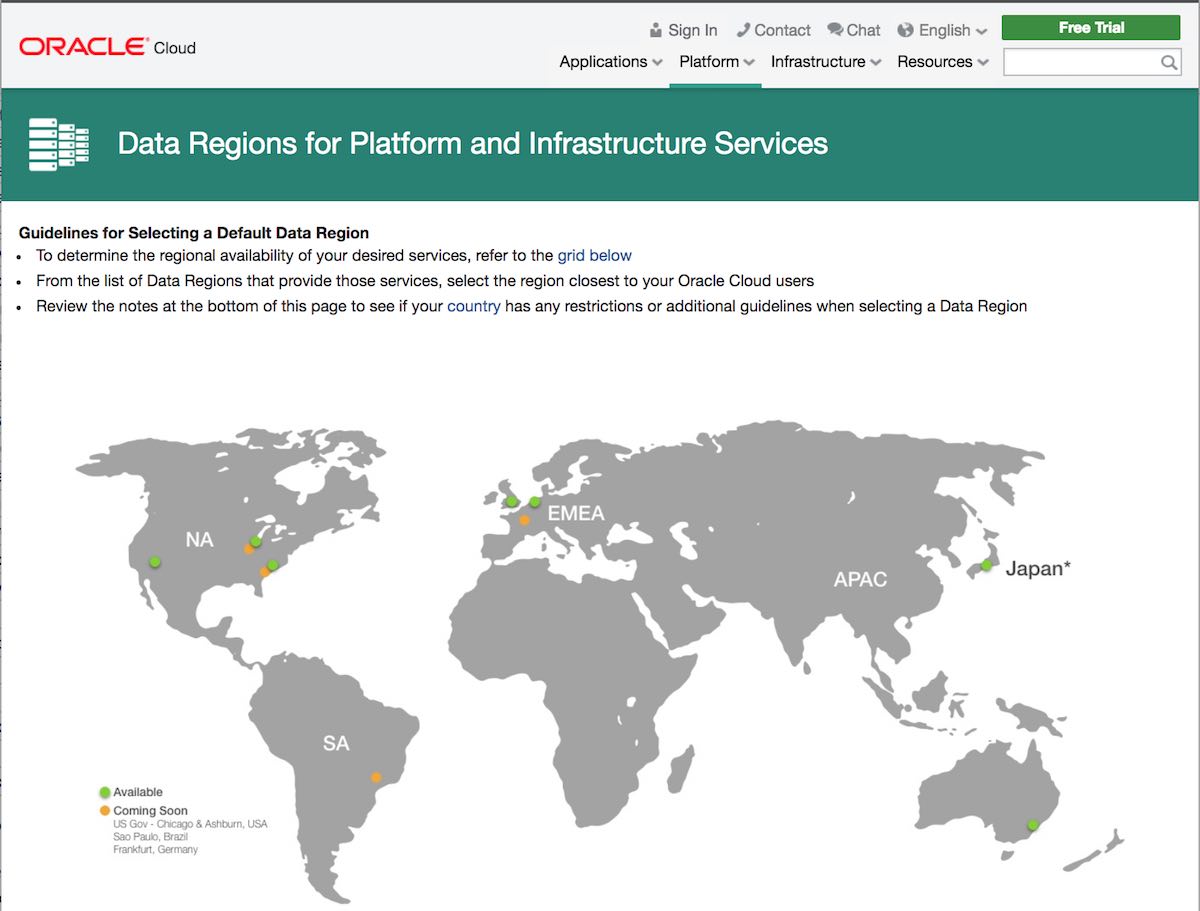 ORACLE® Cloud
Sign In Contact Chat English Free Trial
Applications Platform Infrastructure Resources
Data Regions for Platform and Infrastructure Services
Guidelines for Selecting a Default Data Region
• To determine the regional availability of your desired services, refer to the grid below
• From the list of Data Regions that provide those services, select the region closest to your Oracle Cloud users
• Review the notes at the bottom of this page to see if your country has any restrictions or additional guidelines when selecting a Data Region
NA
EMEA
APAC
Japan*
SA
Available
Coming Soon
US Gov - Chicago & Ashburn, USA
Sao Paulo, Brazil
Frankfurt, Germany